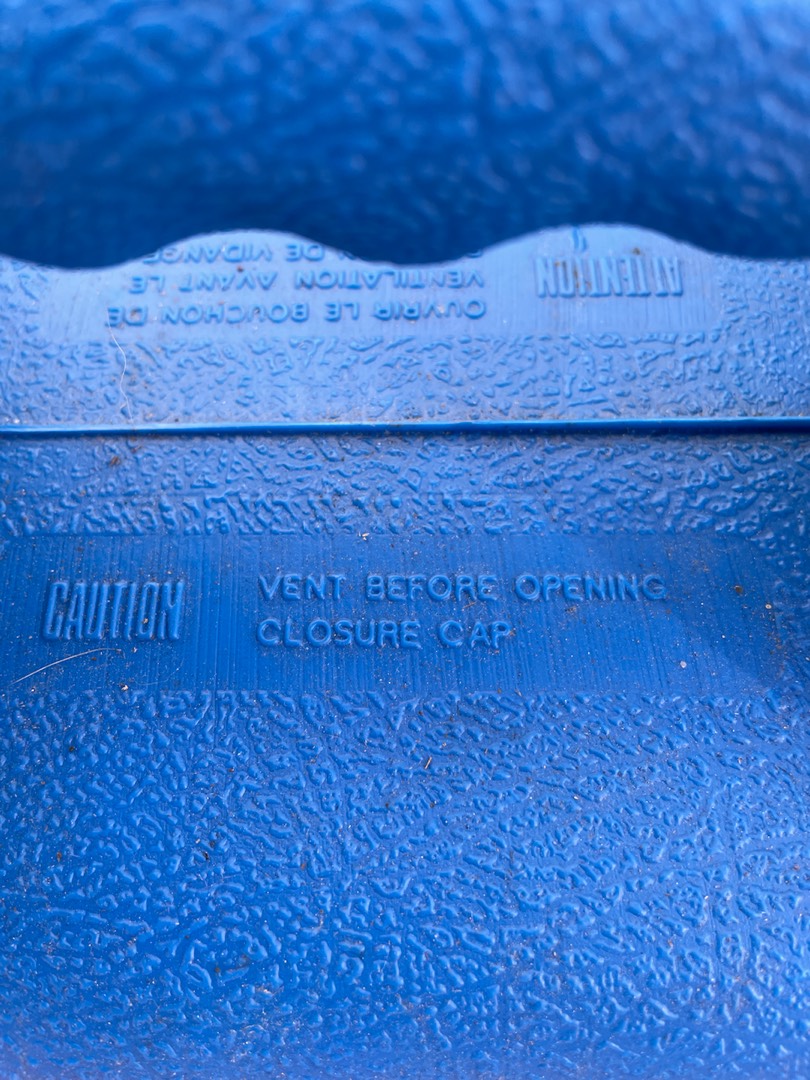 ATTENTION
OUVRIR LE BOUCHON DE
VENTILATION AVANT LE
DE VIDANGE
CAUTION
VENT BEFORE OPENING
CLOSURE CAP